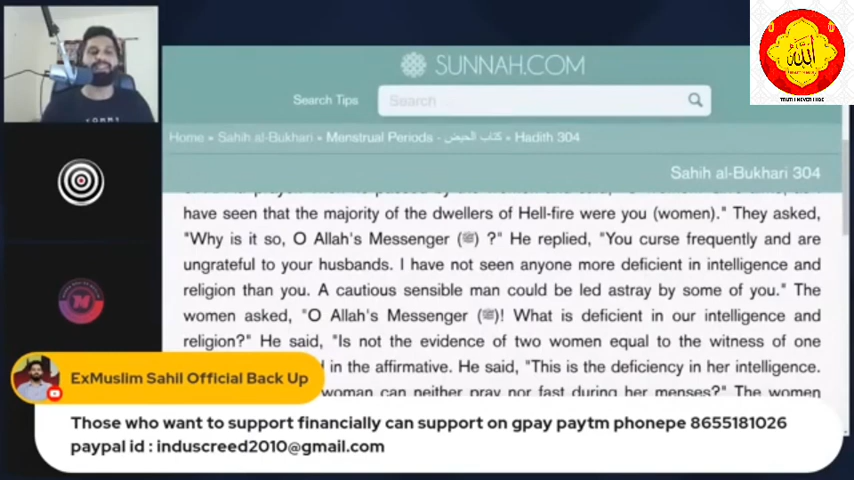 SUNNAH.COM
Search Tips
Search
TRUTH NEVER HIDE
Home » Sahih al-Bukhari » Menstrual Periods - كتاب الحيض » Hadith 304
Sahih al-Bukhari 304
have seen that the majority of the dwellers of Hell-fire were you (women)." They asked,
"Why is it so, O Allah's Messenger (ﷺ) ?" He replied, "You curse frequently and are
ungrateful to your husbands. I have not seen anyone more deficient in intelligence and
religion than you. A cautious sensible man could be led astray by some of you." The
women asked, "O Allah's Messenger (ﷺ)! What is deficient in our intelligence and
religion?" He said, "Is not the evidence of two women equal to the witness of one
in the affirmative. He said, "This is the deficiency in her intelligence.
woman can neither pray nor fast during her menses?" The women
ExMuslim Sahil Official Back Up
Those who want to support financially can support on gpay paytm phonepe 8655181026
paypal id : induscreed2010@gmail.com